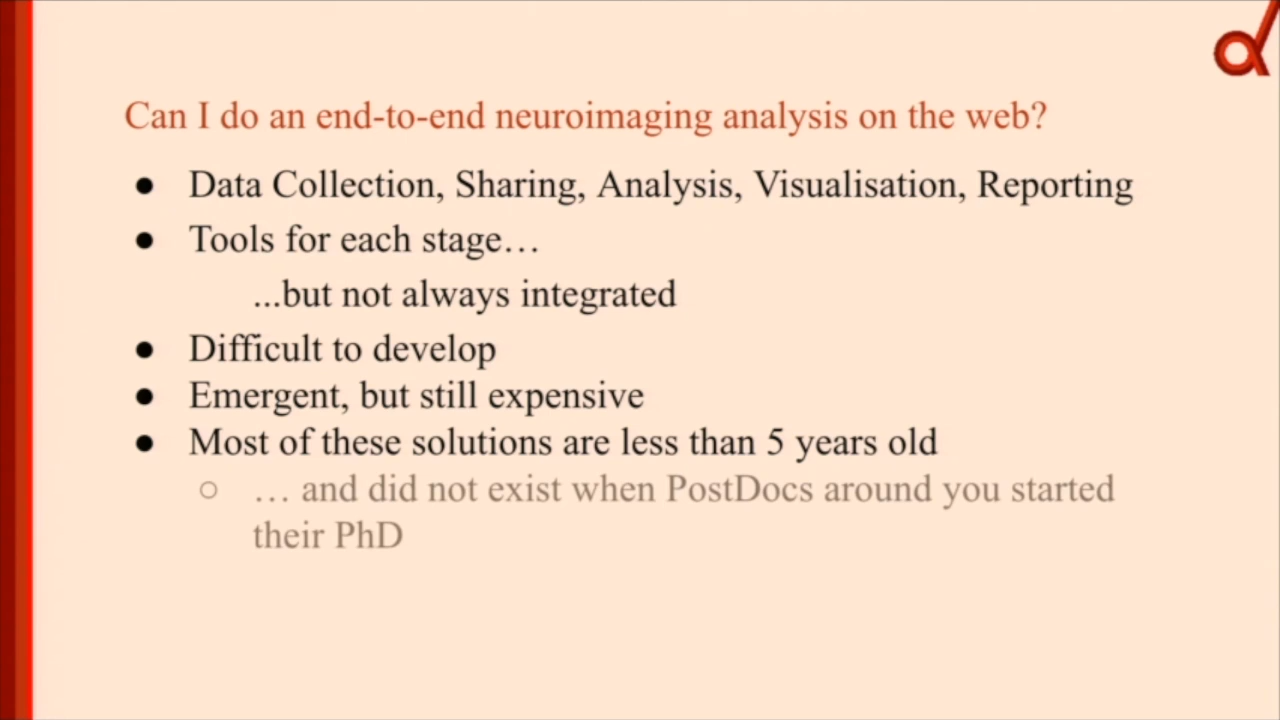 Can I do an end-to-end neuroimaging analysis on the web?
● Data Collection, Sharing, Analysis, Visualisation, Reporting
● Tools for each stage…
...but not always integrated
● Difficult to develop
● Emergent, but still expensive
● Most of these solutions are less than 5 years old
○ … and did not exist when PostDocs around you started
their PhD